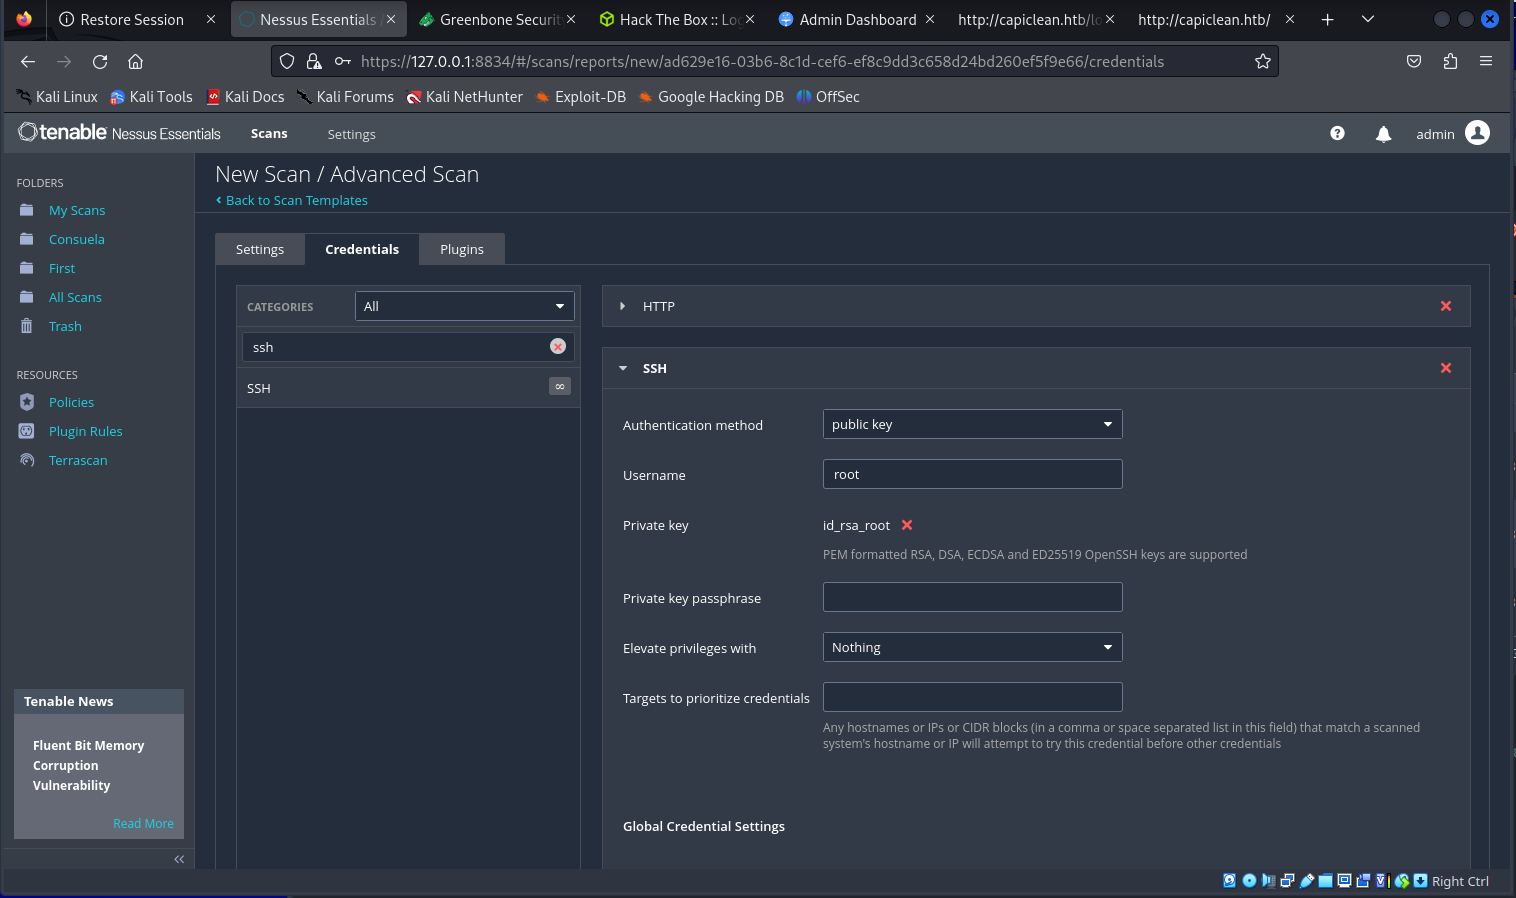 Restore Session
Nessus Essentials
Greenbone Securit
Hack The Box :: Lo
Admin Dashboard
http://capiclean.htb/lo
http://capiclean.htb/
https://127.0.0.1:8834/#/scans/reports/new/ad629e16-03b6-8c1d-cef6-ef8c9dd3c658d24bd260ef5f9e66/credentials
Kali Linux
Kali Tools
Kali Docs
Kali Forums
Kali NetHunter
Exploit-DB
Google Hacking DB
OffSec
tenable Nessus Essentials
Scans
Settings
admin
FOLDERS
My Scans
Consuela
First
All Scans
Trash
RESOURCES
Policies
Plugin Rules
Terrascan
Tenable News
Fluent Bit Memory
Corruption
Vulnerability
Read More
New Scan / Advanced Scan
Back to Scan Templates
Settings
Credentials
Plugins
CATEGORIES
All
ssh
SSH
∞
HTTP
SSH
Authentication method
public key
Username
root
Private key
id_rsa_root
PEM formatted RSA, DSA, ECDSA and ED25519 OpenSSH keys are supported
Private key passphrase
Elevate privileges with
Nothing
Targets to prioritize credentials
Any hostnames or IPs or CIDR blocks (in a comma or space separated list in this field) that match a scanned
system's hostname or IP will attempt to try this credential before other credentials
Global Credential Settings
Right Ctrl